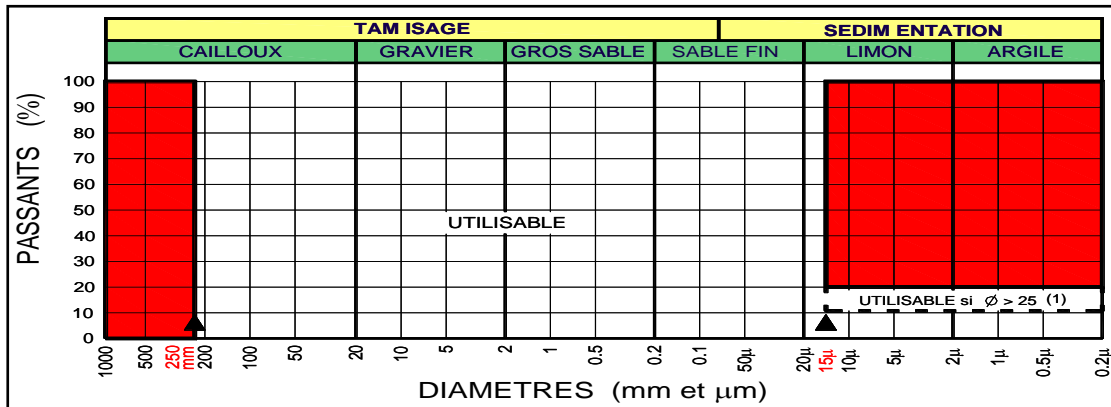 TAM ISAGE SEDIM ENTATION
CAILLOUX GRAVIER GROS SABLE SABLE FIN LIMON ARGILE
PASSANTS (%)
100
90
80
70
60
50
40
30
20
10
0
UTILISABLE
UTILISABLE si Ø > 25 (1)
1000 500 250 mm 200 100 50 20 10 5 2 1 0.5 0.2 0.1 50µ 20µ 15µ 10µ 5µ 2µ 1µ 0.5µ 0.2µ
DIAMETRES (mm et µm)